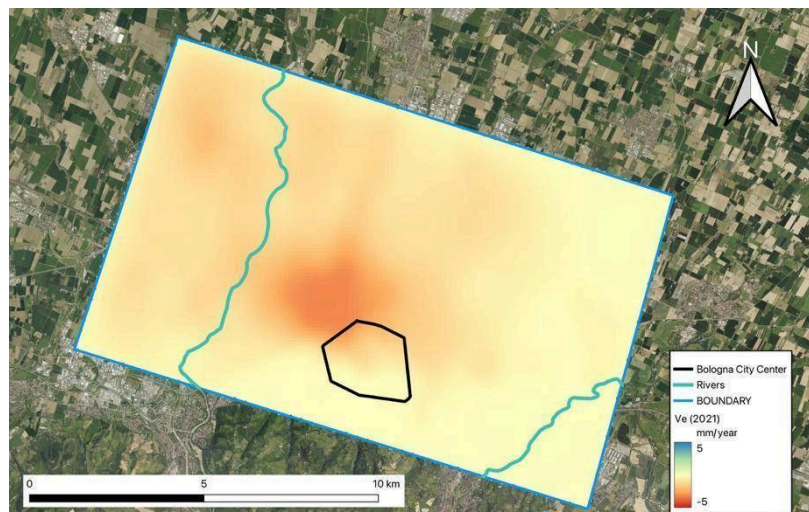 N
Bologna City Center
Rivers
BOUNDARY
Ve (2021)
mm/year
5
-5
0 5 10 km